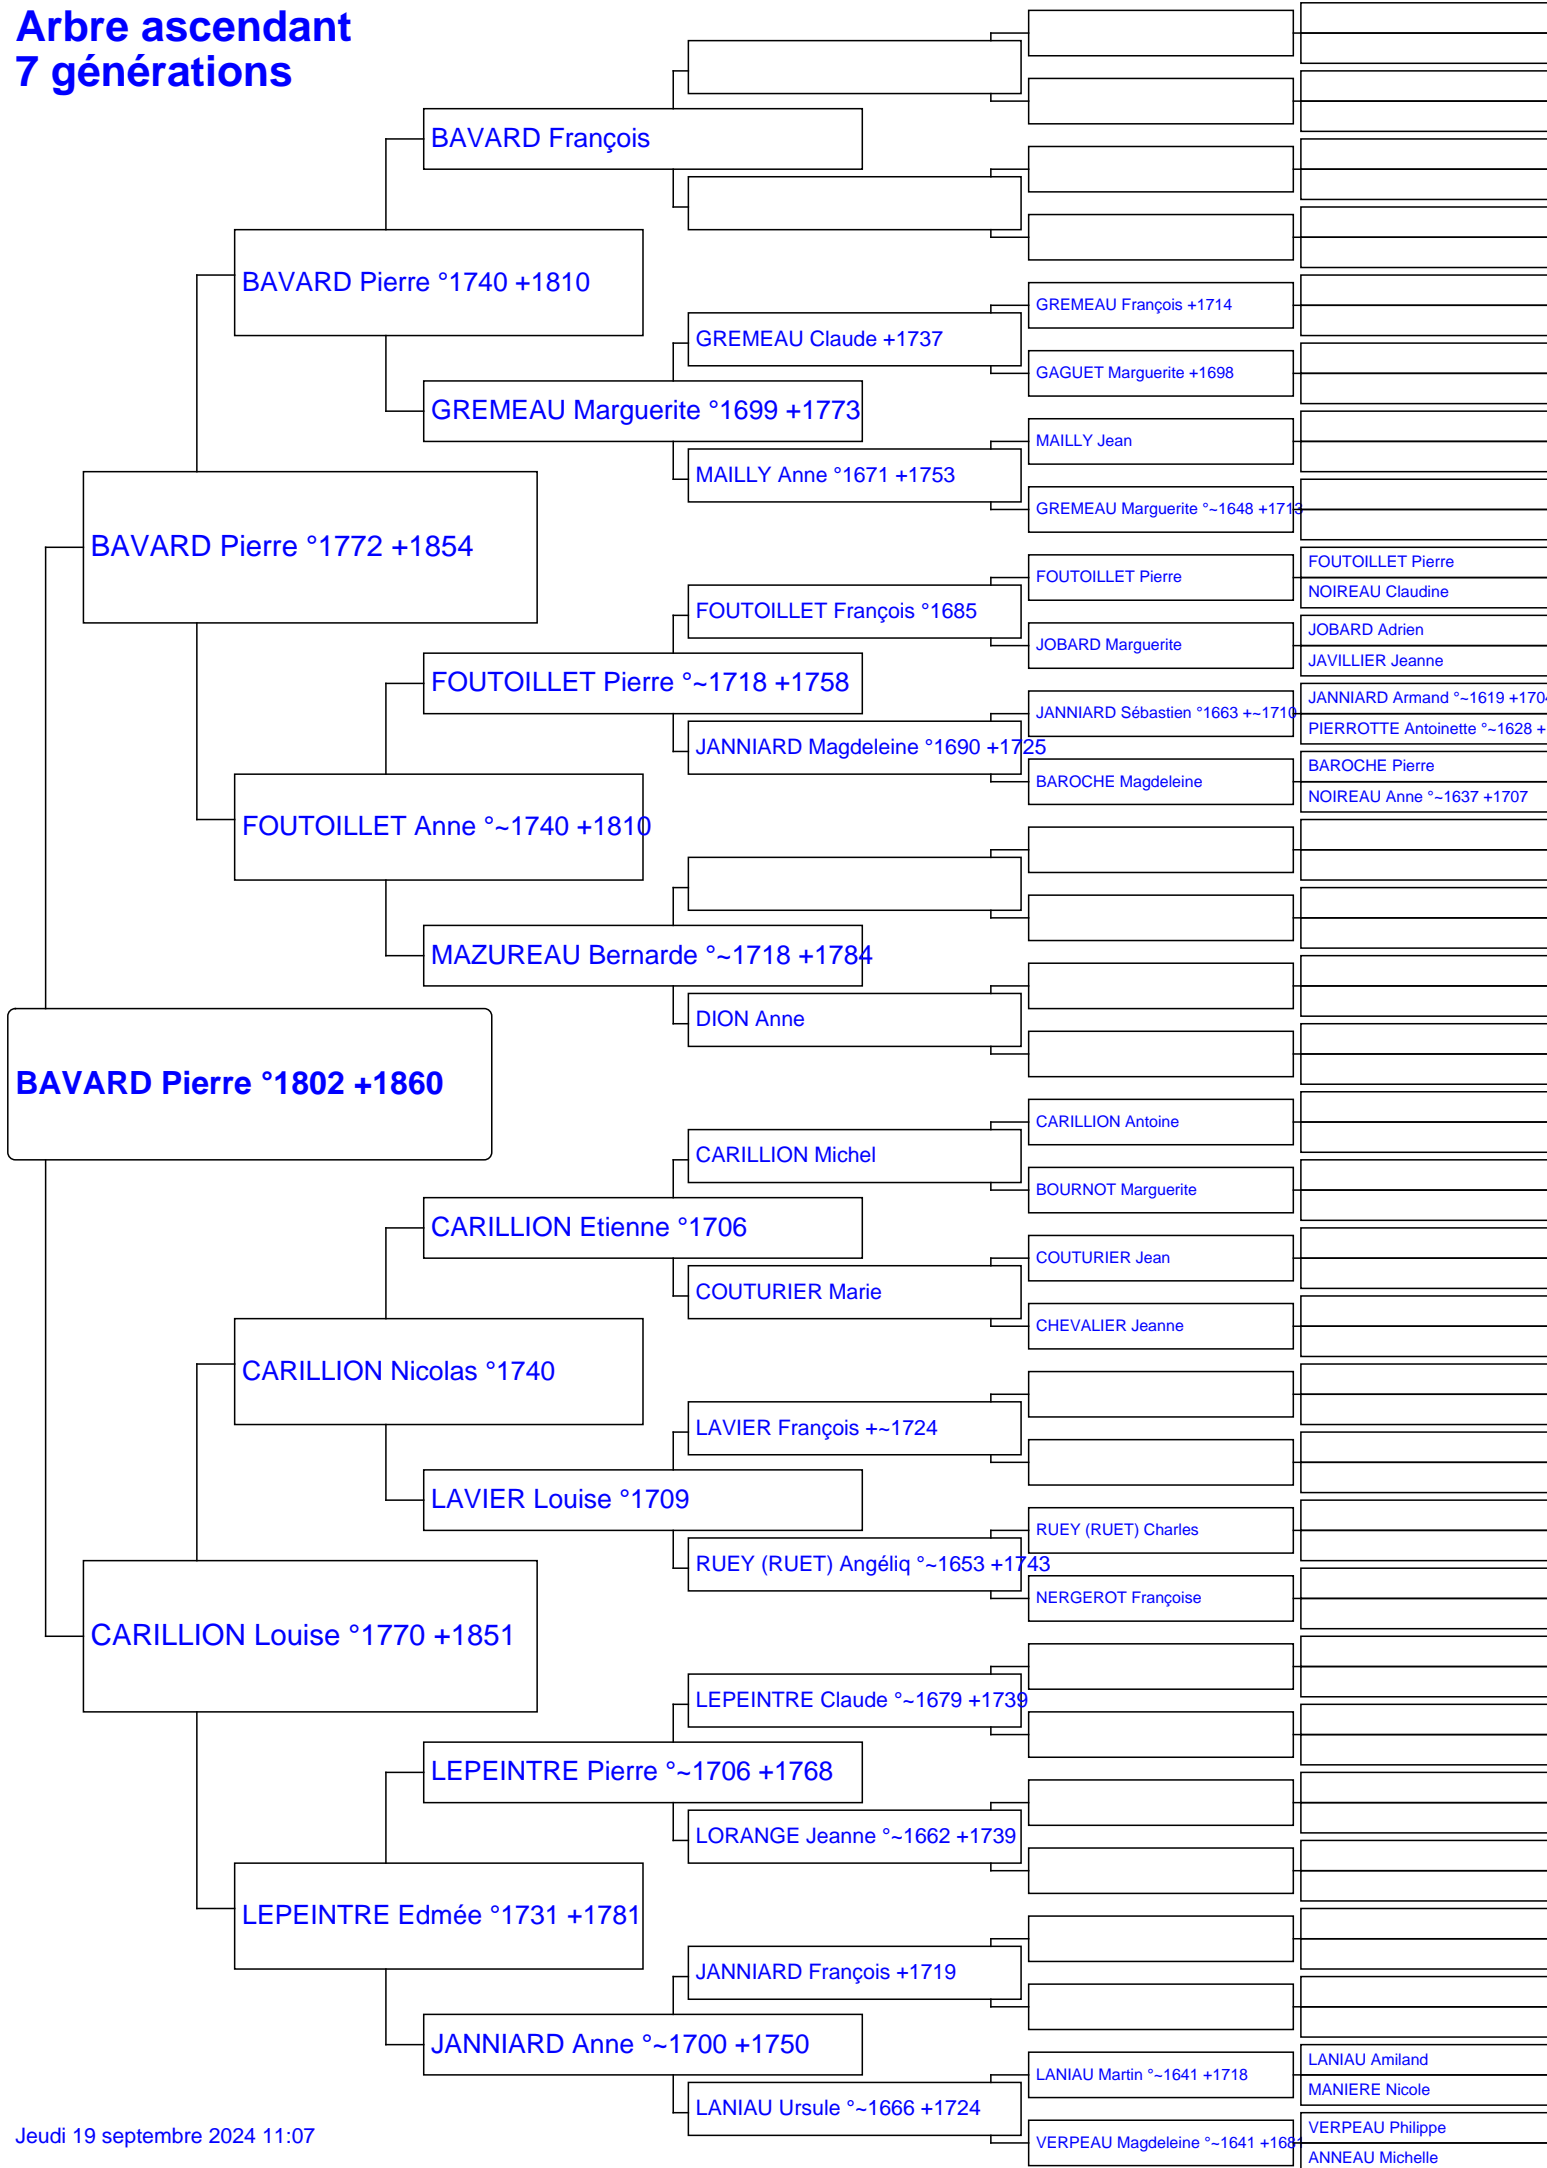 Arbre ascendant
7 générations
BAVARD François
BAVARD Pierre °1740 +1810
GREMEAU François +1714
GREMEAU Claude +1737
GAGUET Marguerite +1698
GREMEAU Marguerite °1699 +1773
MAILLY Jean
MAILLY Anne °1671 +1753
GREMEAU Marguerite °~1648 +1713
BAVARD Pierre °1772 +1854
FOUTOILLET Pierre
FOUTOILLET Pierre
NOIREAU Claudine
FOUTOILLET François °1685
JOBARD Adrien
JOBARD Marguerite
JAVILLIER Jeanne
FOUTOILLET Pierre °~1718 +1758
JANNIARD Armand °~1619 +1704
JANNIARD Sébastien °1663 +~1710
PIERROTTE Antoinette °~1628 +
JANNIARD Magdeleine °1690 +1725
BAROCHE Pierre
BAROCHE Magdeleine
NOIREAU Anne °~1637 +1707
FOUTOILLET Anne °~1740 +1810
MAZUREAU Bernarde °~1718 +1784
DION Anne
BAVARD Pierre °1802 +1860
CARILLION Antoine
CARILLION Michel
BOURNOT Marguerite
CARILLION Etienne °1706
COUTURIER Jean
COUTURIER Marie
CHEVALIER Jeanne
CARILLION Nicolas °1740
LAVIER François +~1724
LAVIER Louise °1709
RUEY (RUET) Charles
RUEY (RUET) Angéliq °~1653 +1743
NERGEROT Françoise
CARILLION Louise °1770 +1851
LEPEINTRE Claude °~1679 +1739
LEPEINTRE Pierre °~1706 +1768
LORANGE Jeanne °~1662 +1739
LEPEINTRE Edmée °1731 +1781
JANNIARD François +1719
JANNIARD Anne °~1700 +1750
LANIAU Amiland
LANIAU Martin °~1641 +1718
MANIERE Nicole
LANIAU Ursule °~1666 +1724
VERPEAU Philippe
VERPEAU Magdeleine °~1641 +1681
ANNEAU Michelle
Jeudi 19 septembre 2024 11:07